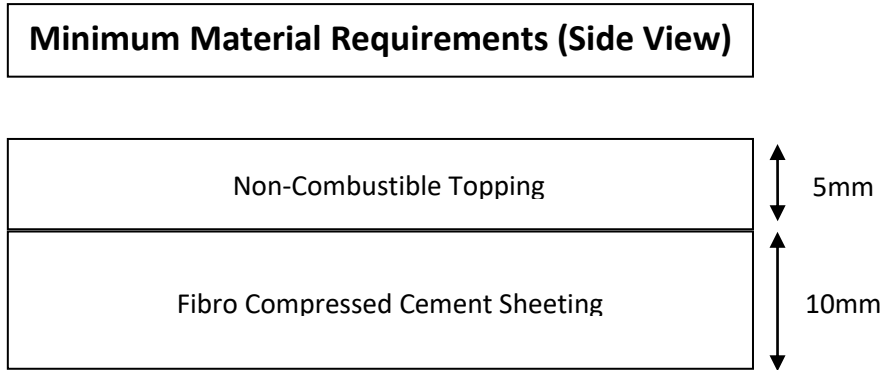 Minimum Material Requirements (Side View)
Non-Combustible Topping
5mm
Fibro Compressed Cement Sheeting
10mm